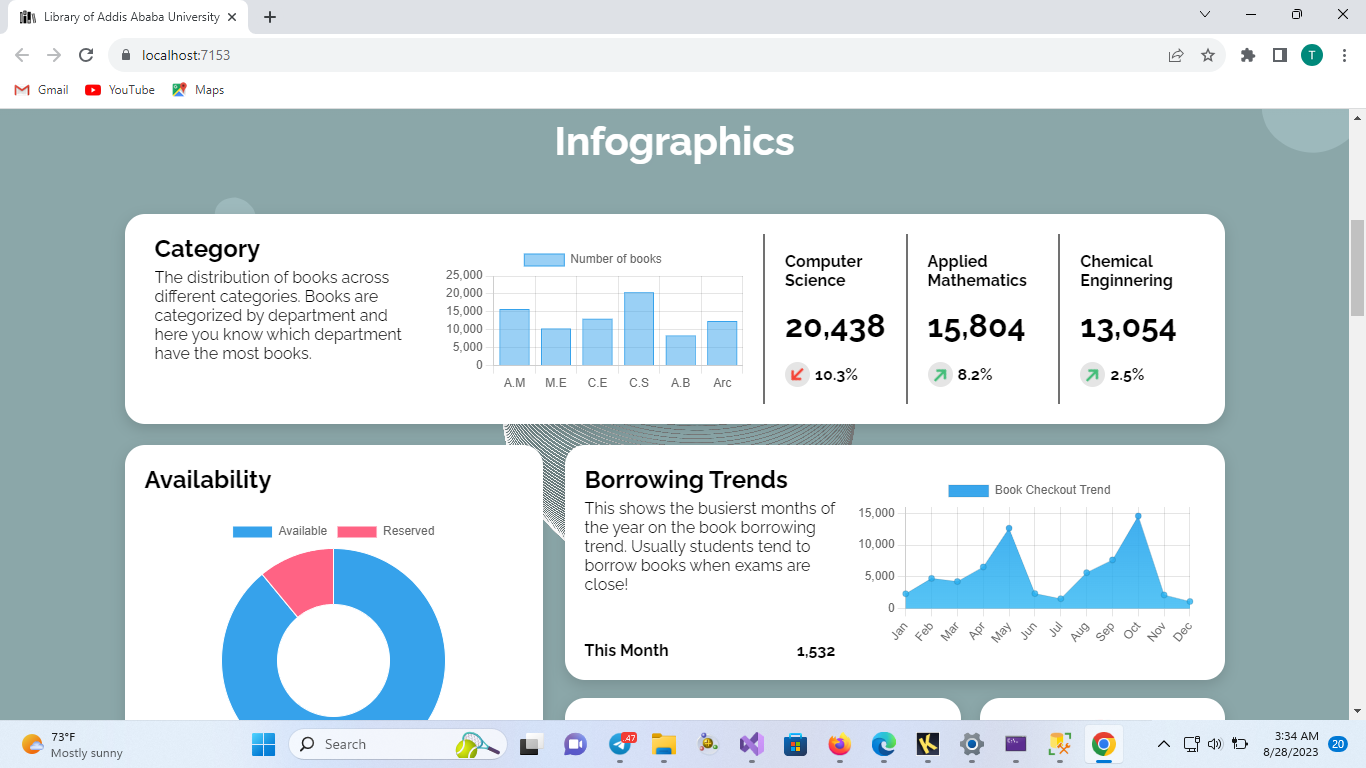 Library of Addis Ababa University
localhost:7153
T
Gmail
YouTube
Maps
Infographics
Category
The distribution of books across
different categories. Books are
categorized by department and
here you know which department
have the most books.
Number of books
25,000
20,000
15,000
10,000
5,000
0
A.M
M.E
C.E
C.S
A.B
Arc
Computer
Science
20,438
10.3%
Applied
Mathematics
15,804
8.2%
Chemical
Enginnering
13,054
2.5%
Availability
Available
Reserved
Borrowing Trends
This shows the busierst months of
the year on the book borrowing
trend. Usually students tend to
borrow books when exams are
close!
This Month
1,532
Book Checkout Trend
15,000
10,000
5,000
0
Jan
Feb
Mar
Apr
May
Jun
Jul
Aug
Sep
Oct
Nov
Dec
73°F
Mostly sunny
Search
.47
K
3:34 AM
8/28/2023
20